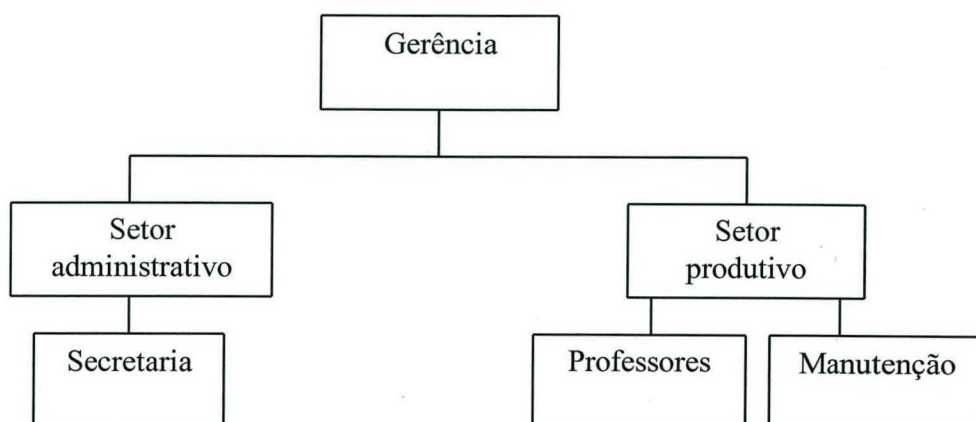 Gerência
Setor
administrativo
Setor
produtivo
Secretaria
Professores
Manutenção